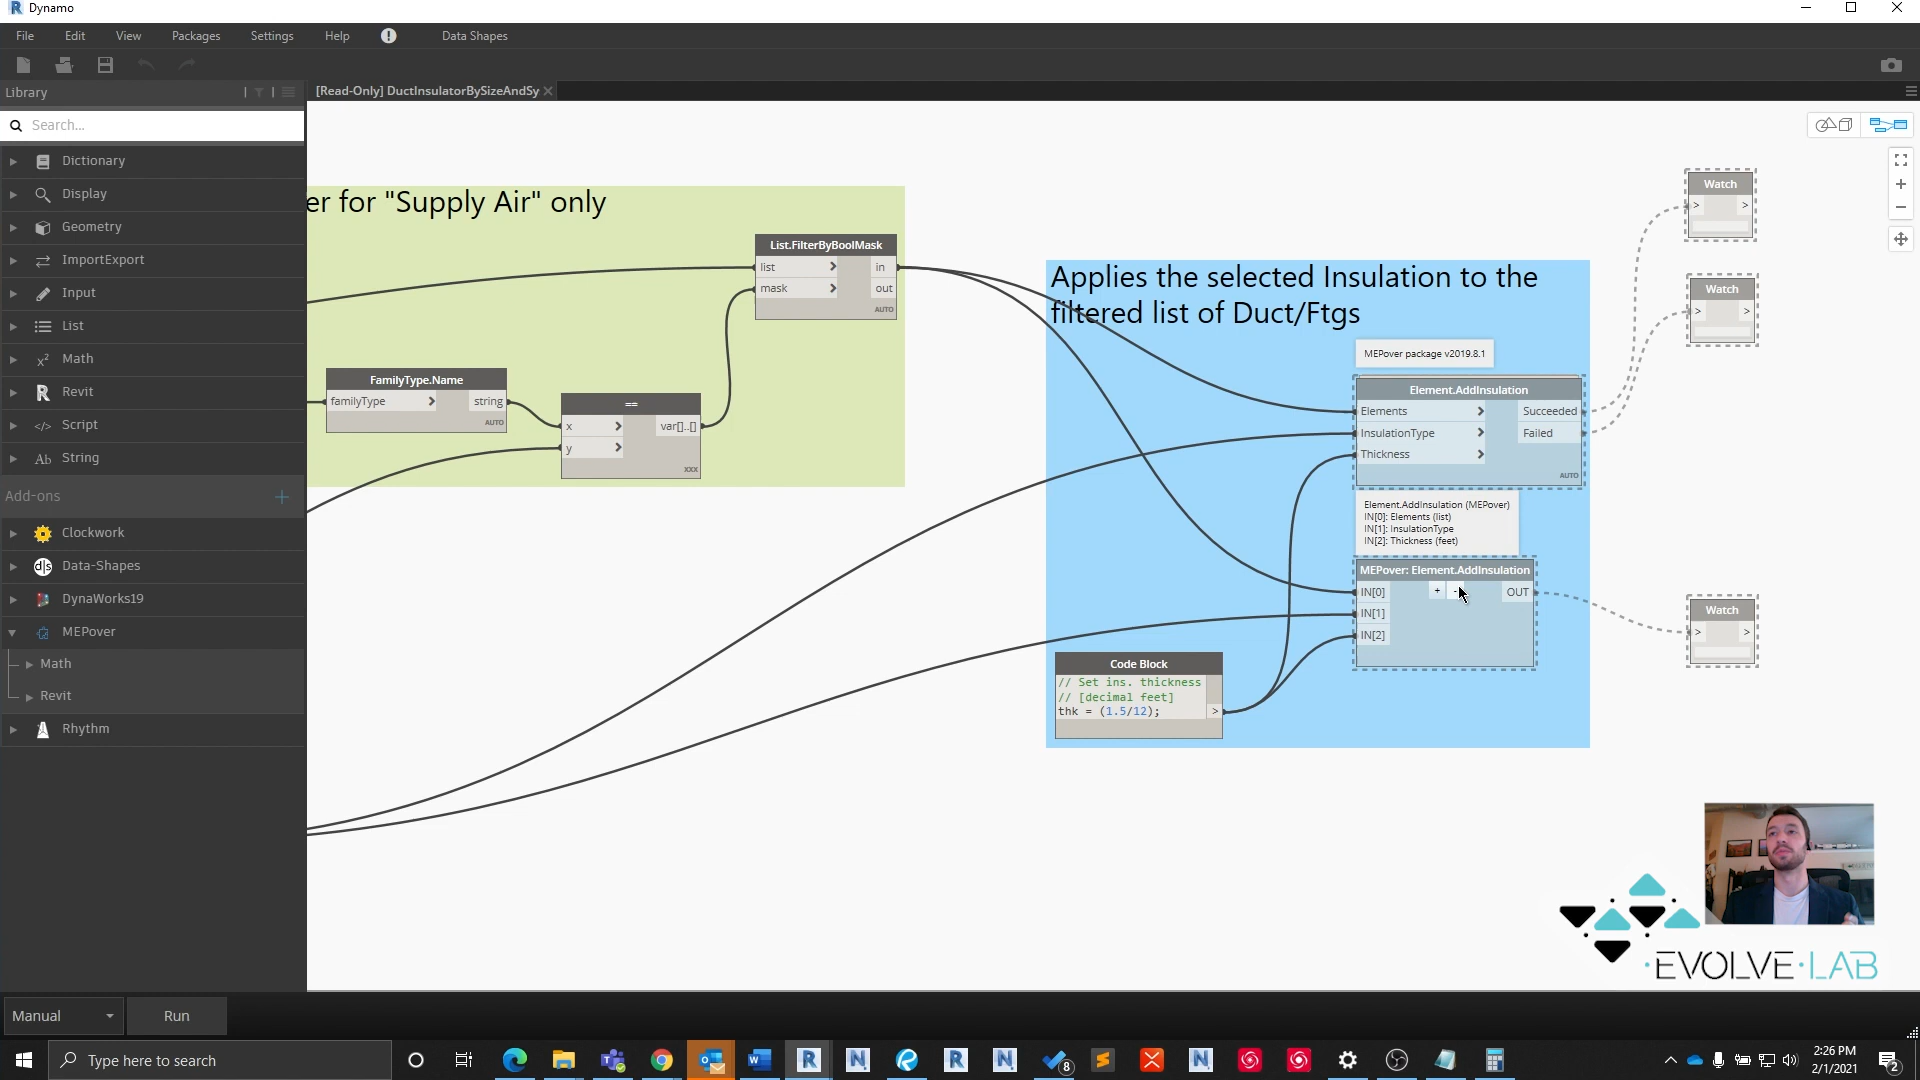 Dynamo
File Edit View Packages Settings Help Data Shapes
Library
[Read-Only] DuctInsulatorBySizeAndSy
Search...
Dictionary
Display
Geometry
ImportExport
Input
List
Math
Revit
Script
String
Add-ons
Clockwork
Data-Shapes
DynaWorks19
MEPover
Math
Revit
Rhythm
er for "Supply Air" only
List.FilterByBoolMask
list > in
mask > out
AUTO
FamilyType.Name
familyType > string
AUTO
==
x > var[]..[]
y >
xxx
Applies the selected Insulation to the
filtered list of Duct/Ftgs
MEPover package v2019.8.1
Element.AddInsulation
Elements > Succeeded
InsulationType > Failed
Thickness >
AUTO
Element.AddInsulation (MEPover)
IN[0]: Elements (list)
IN[1]: InsulationType
IN[2]: Thickness (feet)
MEPover: Element.AddInsulation
IN[0] + - OUT
IN[1]
IN[2]
Code Block
// Set ins. thickness
// [decimal feet]
thk = (1.5/12); >
Watch
> >
Watch
> >
Watch
> >
EVOLVE·LAB
Manual Run
Type here to search
8
2:26 PM
2/1/2021
2